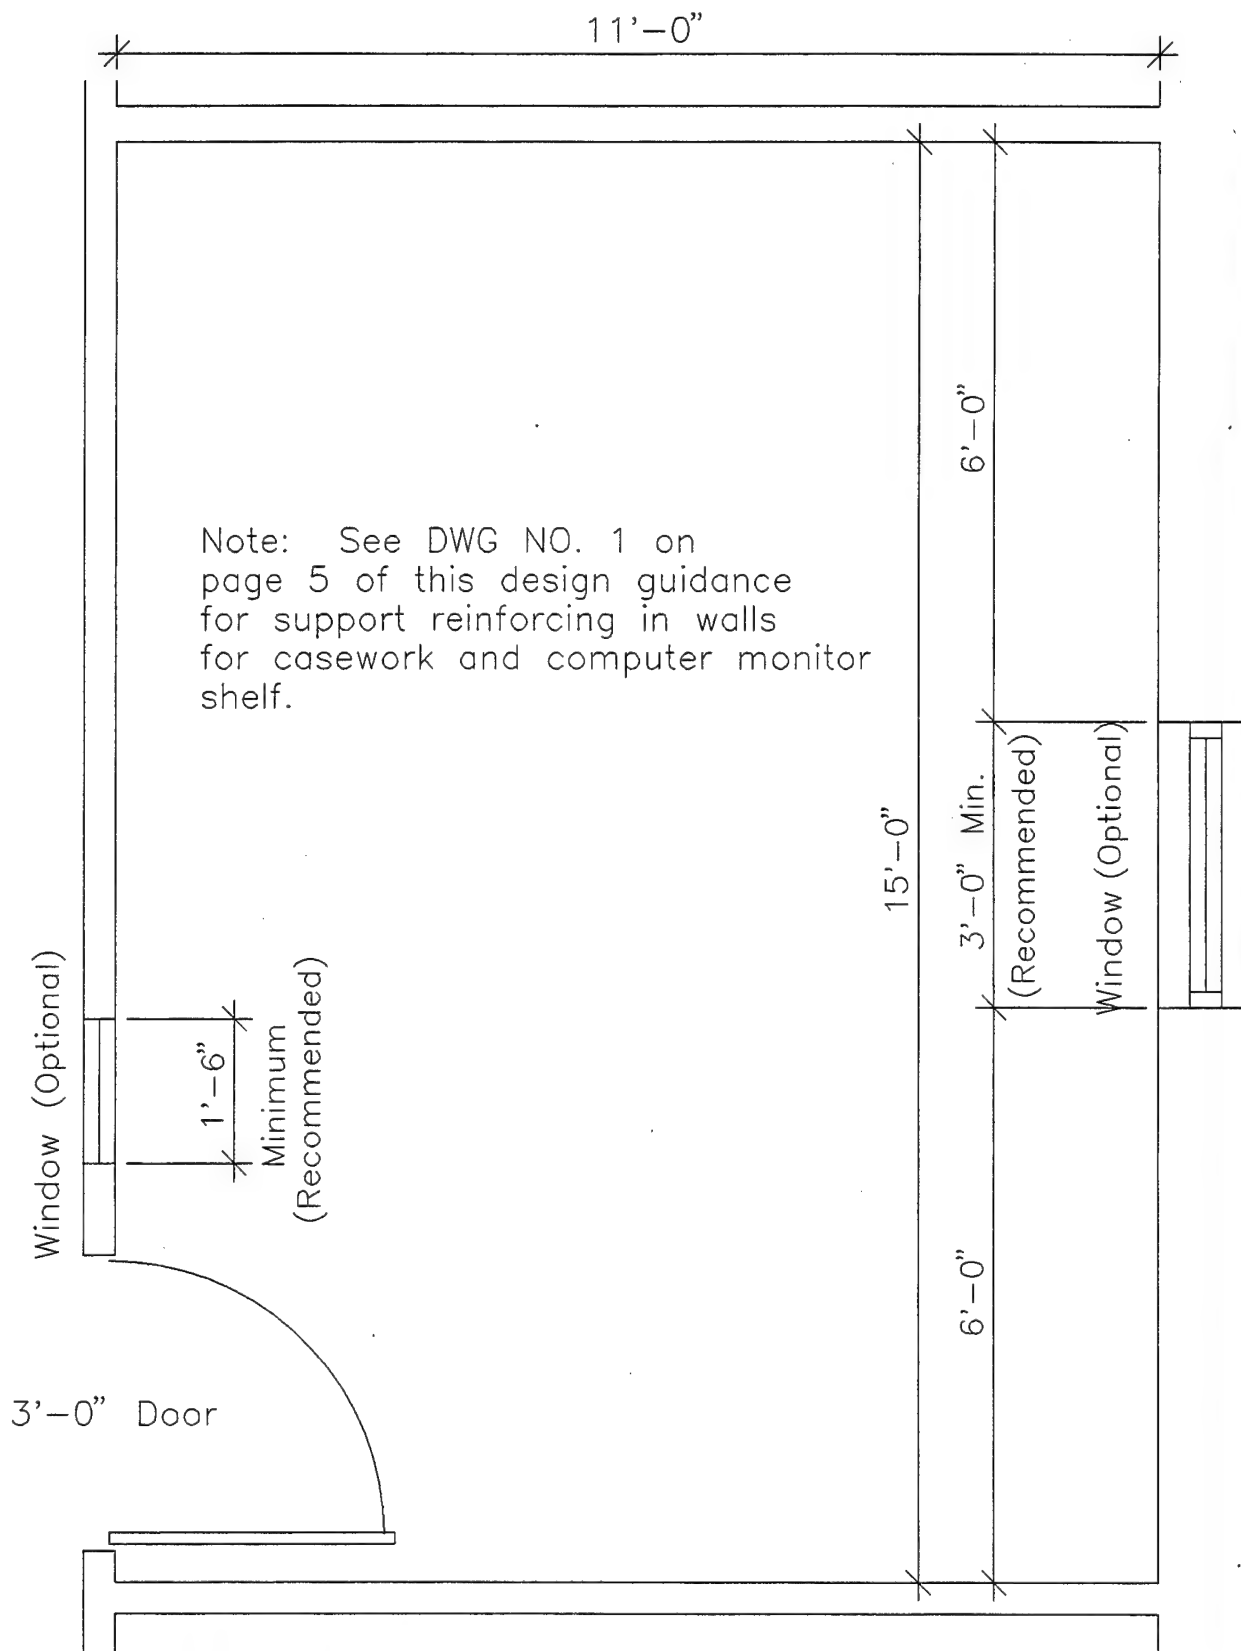 11'-0"
Note: See DWG NO. 1 on
page 5 of this design guidance
for support reinforcing in walls
for casework and computer monitor
shelf.
6'-0"
15'-0"
3'-0" Min.
(Recommended)
Window (Optional)
Window (Optional)
1'-6"
Minimum
(Recommended)
6'-0"
3'-0" Door